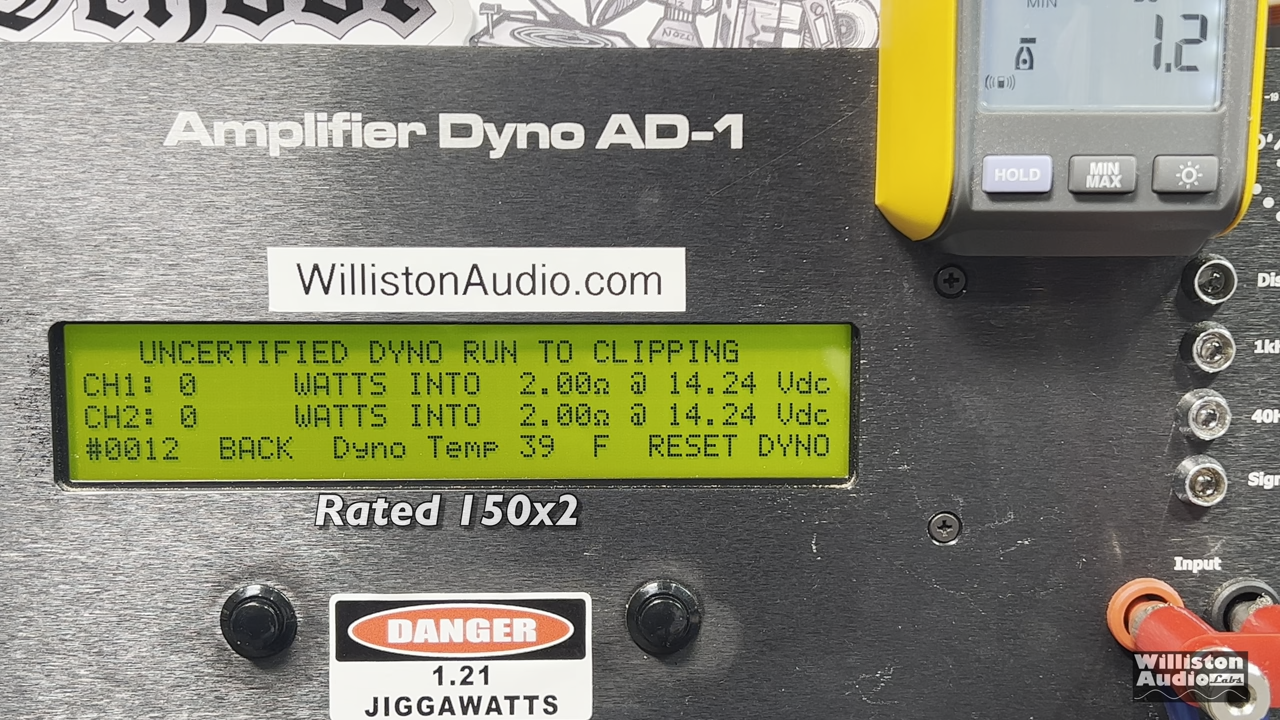 MIN
1.2
Amplifier Dyno AD-1
HOLD
MIN
MAX
WillistonAudio.com
UNCERTIFIED DYNO RUN TO CLIPPING
CH1: 0 WATTS INTO 2.00Ω @ 14.24 Vdc
CH2: 0 WATTS INTO 2.00Ω @ 14.24 Vdc
#0012 BACK Dyno Temp 39 F RESET DYNO
Rated 150x2
Input
DANGER
1.21
JIGGAWATTS
Williston
Audio Labs